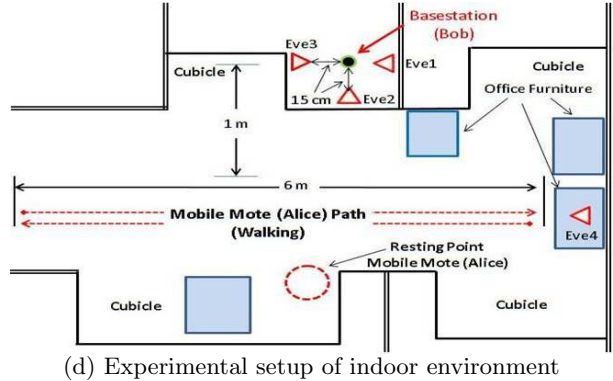 Basestation
(Bob)
Eve3
Cubicle
Eve1
Cubicle
15 cm
Eve2
Office Furniture
1 m
6 m
Mobile Mote (Alice) Path
(Walking)
Eve4
Resting Point
Mobile Mote (Alice)
Cubicle
Cubicle
(d) Experimental setup of indoor environment